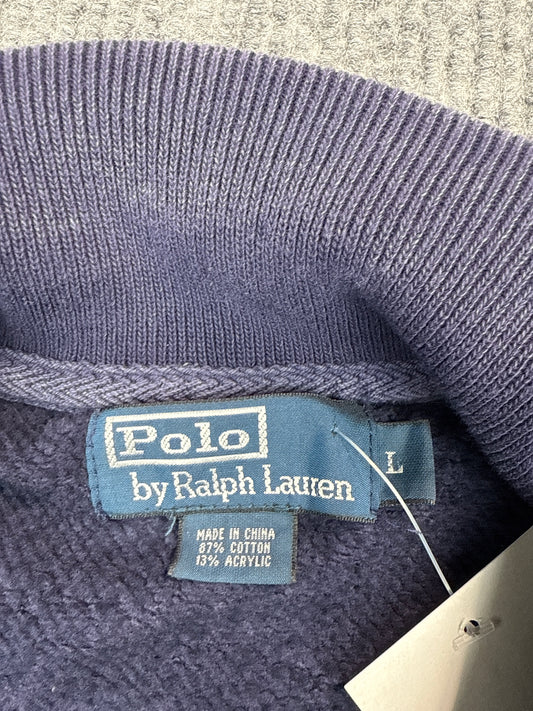 Polo
by Ralph Lauren
L
MADE IN CHINA
87% COTTON
13% ACRYLIC